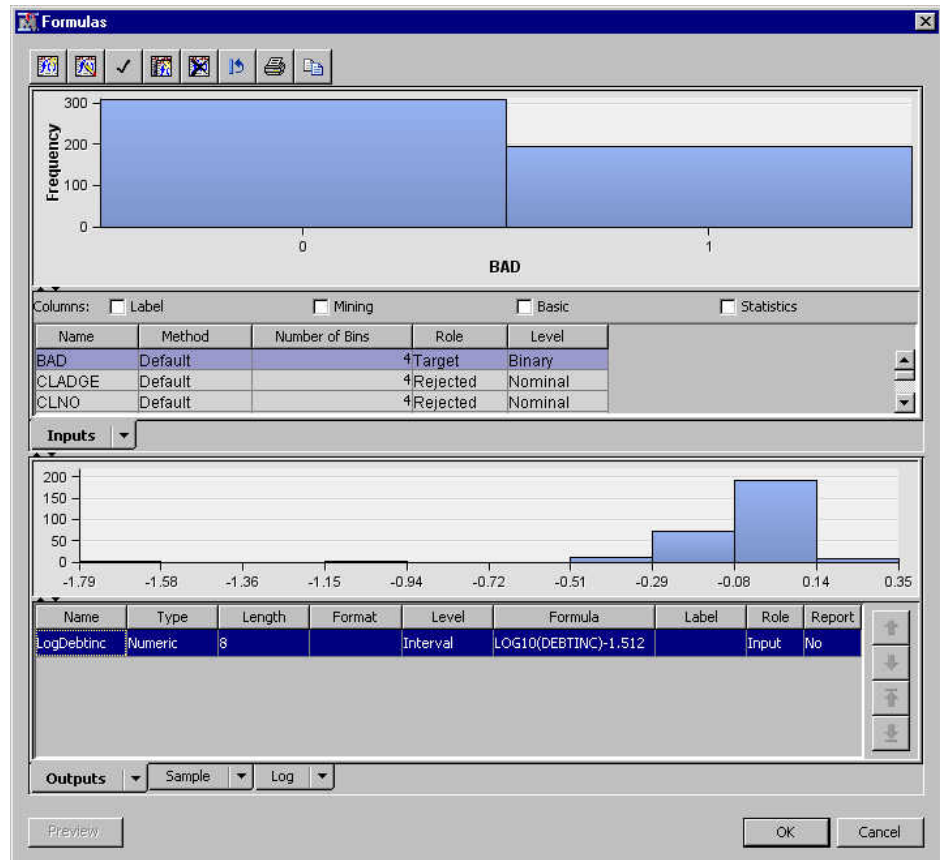 Formulas
300
200
100
0
Frequency
0 1
BAD
Columns: Label Mining Basic Statistics
Name Method Number of Bins Role Level
BAD Default 4 Target Binary
CLADGE Default 4 Rejected Nominal
CLNO Default 4 Rejected Nominal
Inputs
200
150
100
50
0
-1.79 -1.58 -1.36 -1.15 -0.94 -0.72 -0.51 -0.29 -0.08 0.14 0.35
Name Type Length Format Level Formula Label Role Report
LogDebtinc Numeric 8 Interval LOG10(DEBTINC)-1.512 Input No
Outputs Sample Log
Preview OK Cancel